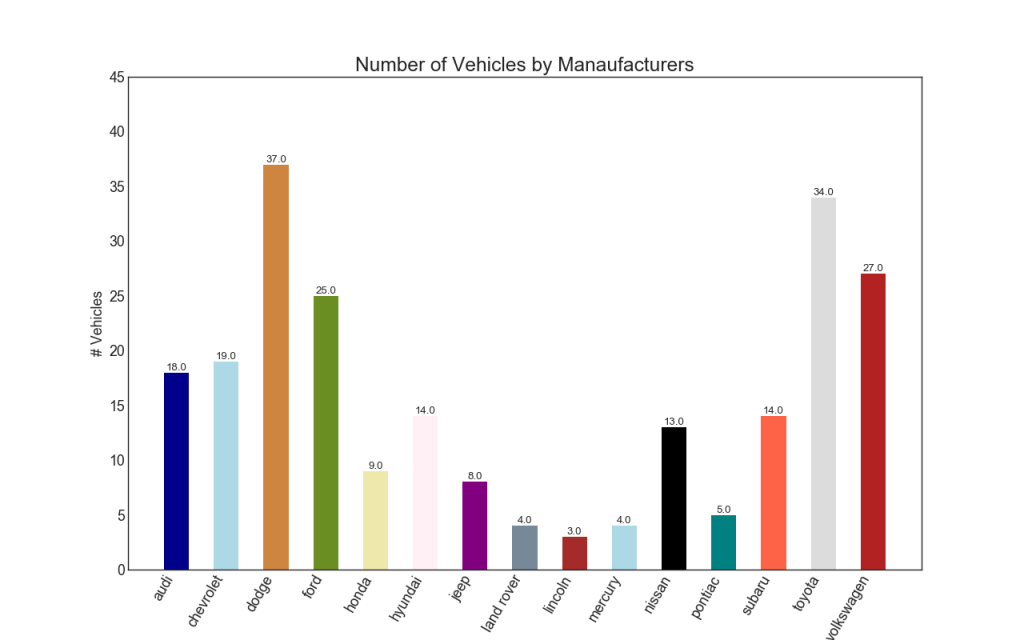 Number of Vehicles by Manaufacturers
# Vehicles
45
40
35
30
25
20
15
10
5
0
18.0
19.0
37.0
25.0
9.0
14.0
8.0
4.0
3.0
4.0
13.0
5.0
14.0
34.0
27.0
audi
chevrolet
dodge
ford
honda
hyundai
jeep
land rover
lincoln
mercury
nissan
pontiac
subaru
toyota
volkswagen